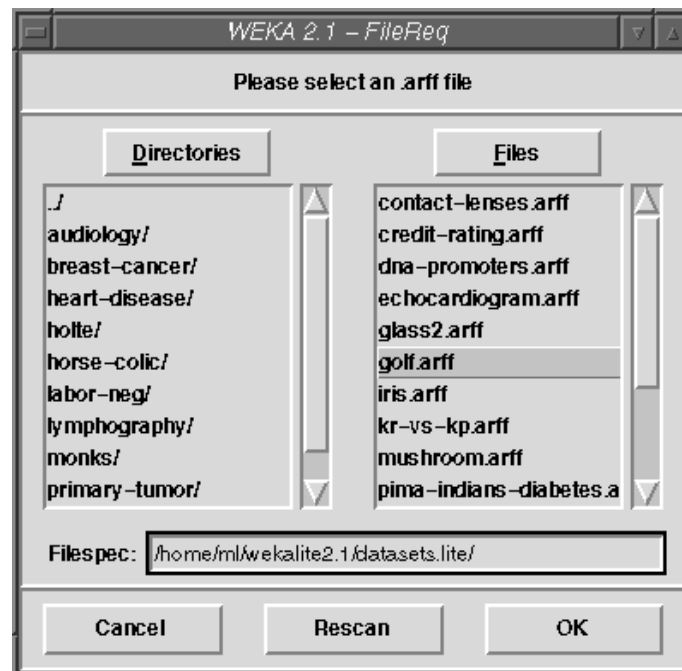 WEKA 2.1 – FileReq
Please select an .arff file
Directories
Files
../
audiology/
breast–cancer/
heart–disease/
holte/
horse–colic/
labor–neg/
lymphography/
monks/
primary–tumor/
contact–lenses.arff
credit–rating.arff
dna–promoters.arff
echocardiogram.arff
glass2.arff
golf.arff
iris.arff
kr–vs–kp.arff
mushroom.arff
pima–indians–diabetes.a
Filespec: /home/ml/wekalite2.1/datasets.lite/
Cancel Rescan OK